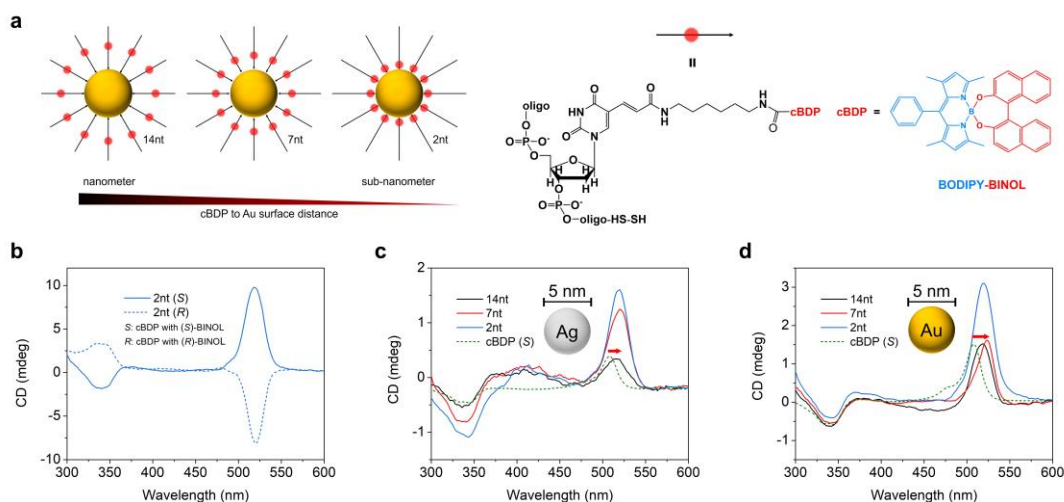 a
14nt
7nt
2nt
nanometer
sub-nanometer
cBDP to Au surface distance
II
oligo
O
O=P-O-
O
O
HN
O
N
O
O
N
H
H
N
O
cBDP
H
H
H
H
O
O=P-O-
O-oligo-HS-SH
cBDP =
N
N
B
O
O
BODIPY-BINOL
b
CD (mdeg)
10
5
0
-5
-10
2nt (S)
2nt (R)
S: cBDP with (S)-BINOL
R: cBDP with (R)-BINOL
300 350 400 450 500 550 600
Wavelength (nm)
c
CD (mdeg)
2
1
0
-1
14nt
7nt
2nt
cBDP (S)
5 nm
Ag
300 350 400 450 500 550 600
Wavelength (nm)
d
CD (mdeg)
3
2
1
0
-1
14nt
7nt
2nt
cBDP (S)
5 nm
Au
300 350 400 450 500 550 600
Wavelength (nm)